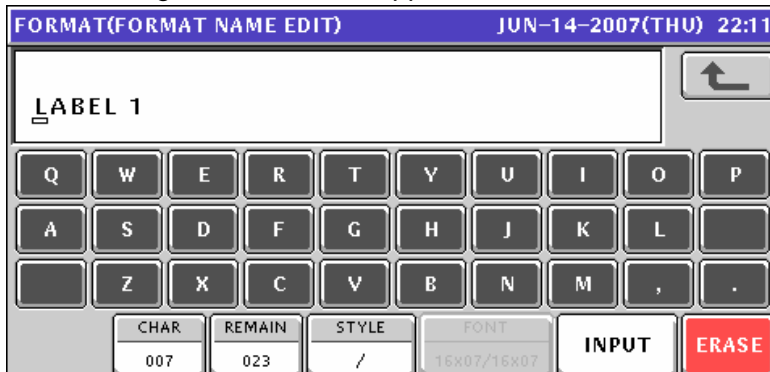 FORMAT(FORMAT NAME EDIT) JUN-14-2007(THU) 22:11
LABEL 1
Q W E R T Y U I O P
A S D F G H J K L
Z X C V B N M , .
CHAR REMAIN STYLE FONT INPUT ERASE
007 023 / 16x07/16x07